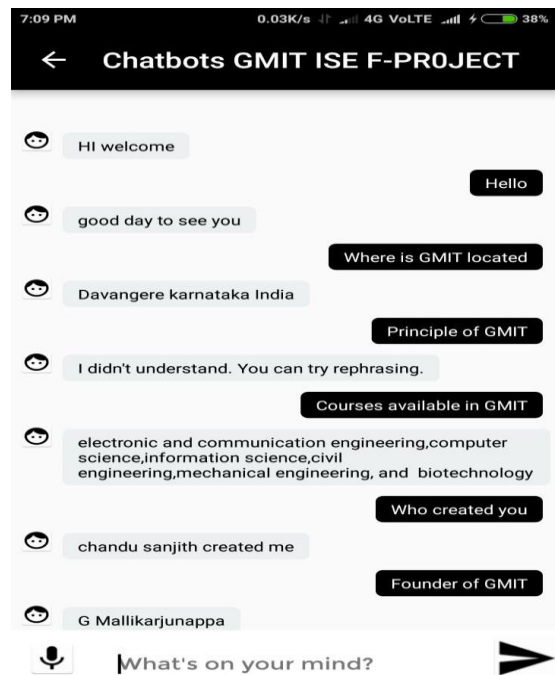 7:09 PM 0.03K/s 4G VoLTE 38%
Chatbots GMIT ISE F-PR0JECT
HI welcome
Hello
good day to see you
Where is GMIT located
Davangere karnataka India
Principle of GMIT
I didn't understand. You can try rephrasing.
Courses available in GMIT
electronic and communication engineering,computer
science,information science,civil
engineering,mechanical engineering, and biotechnology
Who created you
chandu sanjith created me
Founder of GMIT
G Mallikarjunappa
What's on your mind?